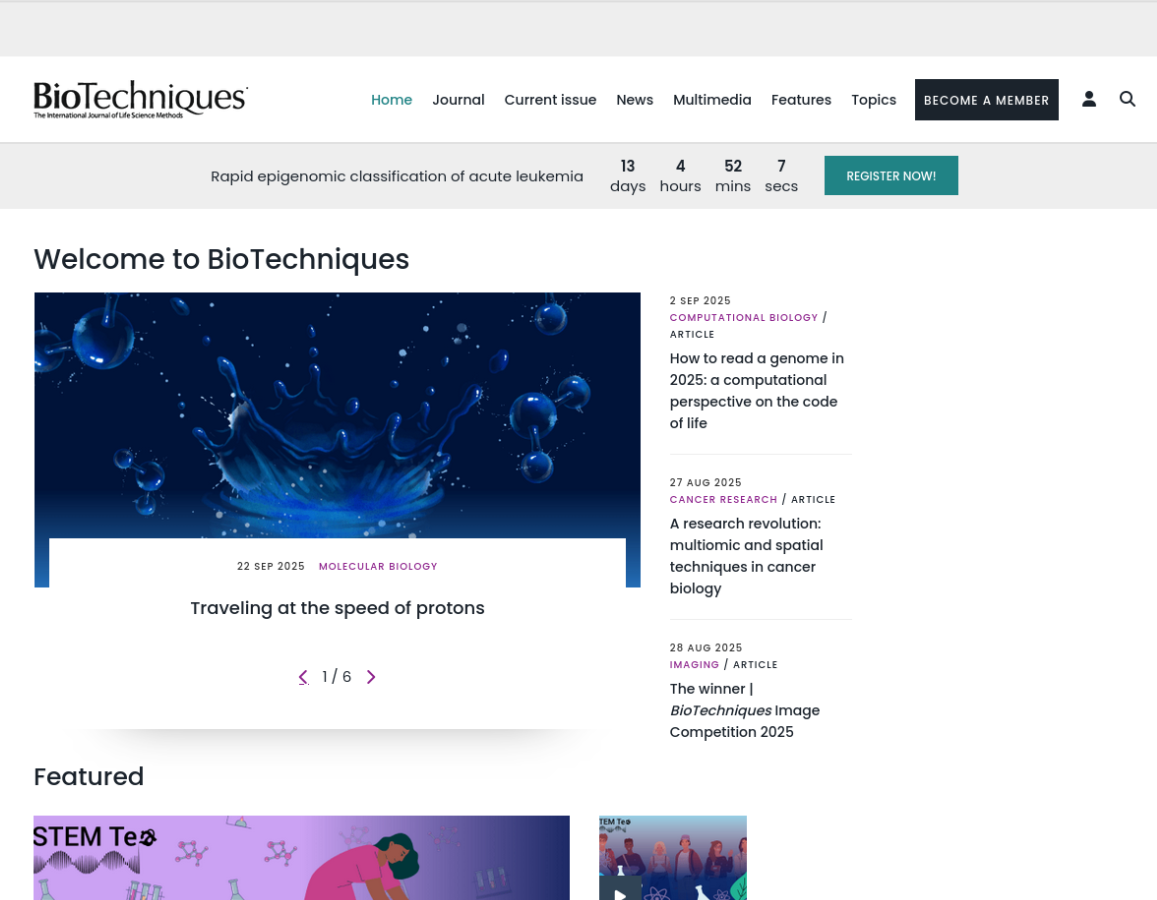 BioTechniques
The International Journal of Life Science Methods
Home Journal Current issue News Multimedia Features Topics BECOME A MEMBER
Rapid epigenomic classification of acute leukemia
13 4 52 7
days hours mins secs
REGISTER NOW!
Welcome to BioTechniques
22 SEP 2025 MOLECULAR BIOLOGY
Traveling at the speed of protons
1 / 6
2 SEP 2025
COMPUTATIONAL BIOLOGY /
ARTICLE
How to read a genome in
2025: a computational
perspective on the code
of life
27 AUG 2025
CANCER RESEARCH / ARTICLE
A research revolution:
multiomic and spatial
techniques in cancer
biology
28 AUG 2025
IMAGING / ARTICLE
The winner |
BioTechniques Image
Competition 2025
Featured
STEM Tea
TEM Tea